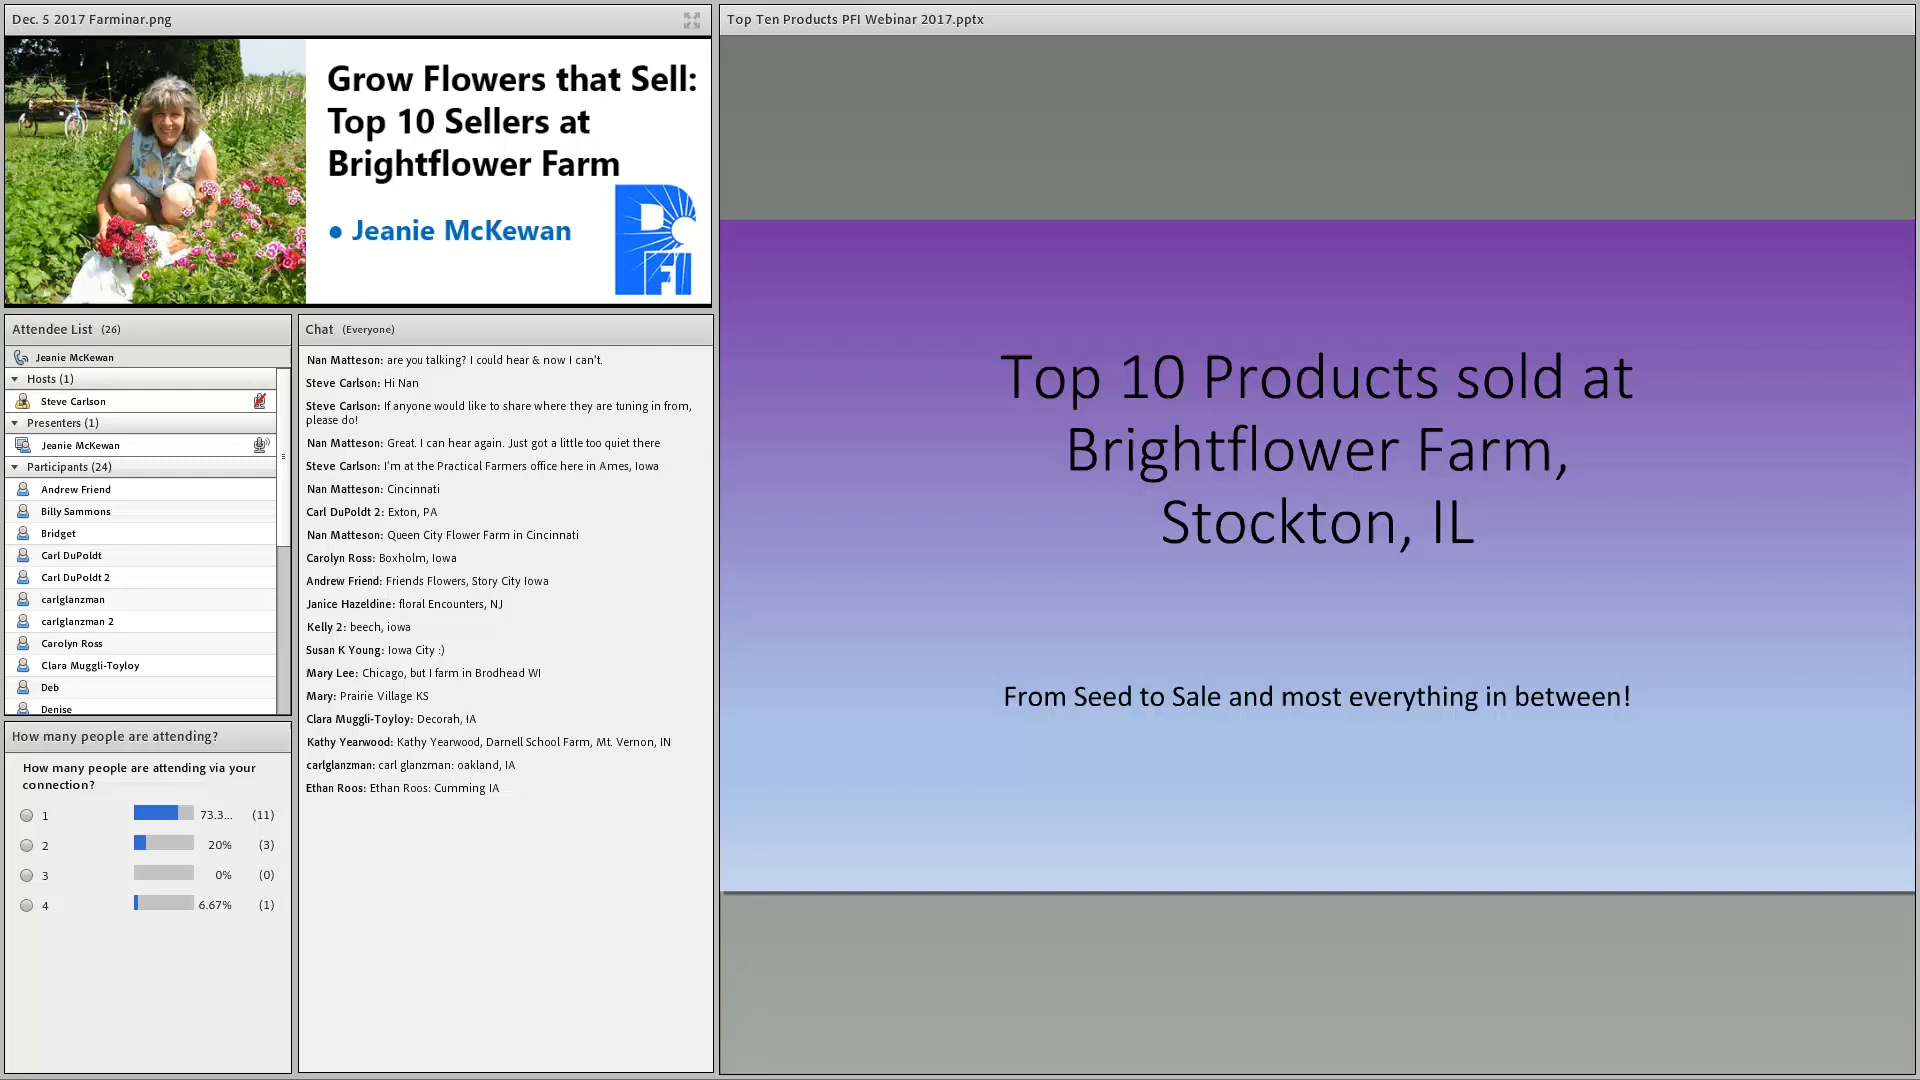 Dec. 5 2017 Farminar.png
Grow Flowers that Sell:
Top 10 Sellers at
Brightflower Farm
• Jeanie McKewan
PFI
Attendee List (26)
Jeanie McKewan
Hosts (1)
Steve Carlson
Presenters (1)
Jeanie McKewan
Participants (24)
Andrew Friend
Billy Sammons
Bridget
Carl DuPoldt
Carl DuPoldt 2
carlglanzman
carlglanzman 2
Carolyn Ross
Clara Muggli-Toyloy
Deb
Denise
How many people are attending?
How many people are attending via your
connection?
1 73.3... (11)
2 20% (3)
3 0% (0)
4 6.67% (1)
Chat (Everyone)
Nan Matteson: are you talking? I could hear & now I can't.
Steve Carlson: Hi Nan
Steve Carlson: If anyone would like to share where they are tuning in from,
please do!
Nan Matteson: Great. I can hear again. Just got a little too quiet there
Steve Carlson: I'm at the Practical Farmers office here in Ames, Iowa
Nan Matteson: Cincinnati
Carl DuPoldt 2: Exton, PA
Nan Matteson: Queen City Flower Farm in Cincinnati
Carolyn Ross: Boxholm, Iowa
Andrew Friend: Friends Flowers, Story City Iowa
Janice Hazeldine: floral Encounters, NJ
Kelly 2: beech, iowa
Susan K Young: Iowa City :)
Mary Lee: Chicago, but I farm in Brodhead WI
Mary: Prairie Village KS
Clara Muggli-Toyloy: Decorah, IA
Kathy Yearwood: Kathy Yearwood, Darnell School Farm, Mt. Vernon, IN
carlglanzman: carl glanzman: oakland, IA
Ethan Roos: Ethan Roos: Cumming IA
Top Ten Products PFI Webinar 2017.pptx
Top 10 Products sold at
Brightflower Farm,
Stockton, IL
From Seed to Sale and most everything in between!